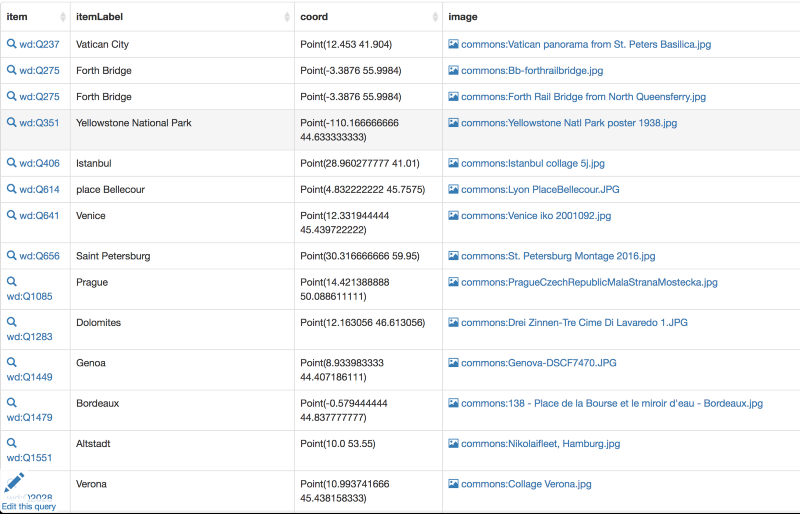 item itemLabel coord image
wd:Q237 Vatican City Point(12.453 41.904) commons:Vatican panorama from St. Peters Basilica.jpg
wd:Q275 Forth Bridge Point(-3.3876 55.9984) commons:Bb-forthrailbridge.jpg
wd:Q275 Forth Bridge Point(-3.3876 55.9984) commons:Forth Rail Bridge from North Queensferry.jpg
wd:Q351 Yellowstone National Park Point(-110.166666666 commons:Yellowstone Natl Park poster 1938.jpg
44.633333333)
wd:Q406 Istanbul Point(28.960277777 41.01) commons:Istanbul collage 5j.jpg
wd:Q614 place Bellecour Point(4.832222222 45.7575) commons:Lyon PlaceBellecour.JPG
wd:Q641 Venice Point(12.331944444 commons:Venice iko 2001092.jpg
45.439722222)
wd:Q656 Saint Petersburg Point(30.316666666 59.95) commons:St. Petersburg Montage 2016.jpg
Prague Point(14.421388888 commons:PragueCzechRepublicMalaStranaMostecka.jpg
wd:Q1085 50.088611111)
Dolomites Point(12.163056 46.613056) commons:Drei Zinnen-Tre Cime Di Lavaredo 1.JPG
wd:Q1283
Genoa Point(8.933983333 commons:Genova-DSCF7470.JPG
wd:Q1449 44.407186111)
Bordeaux Point(-0.579444444 commons:138 - Place de la Bourse et le miroir d'eau - Bordeaux.jpg
wd:Q1479 44.837777777)
Altstadt Point(10.0 53.55) commons:Nikolaifleet, Hamburg.jpg
wd:Q1551
Verona Point(10.993741666 commons:Collage Verona.jpg
wd:Q2028 45.438158333)
Edit this query